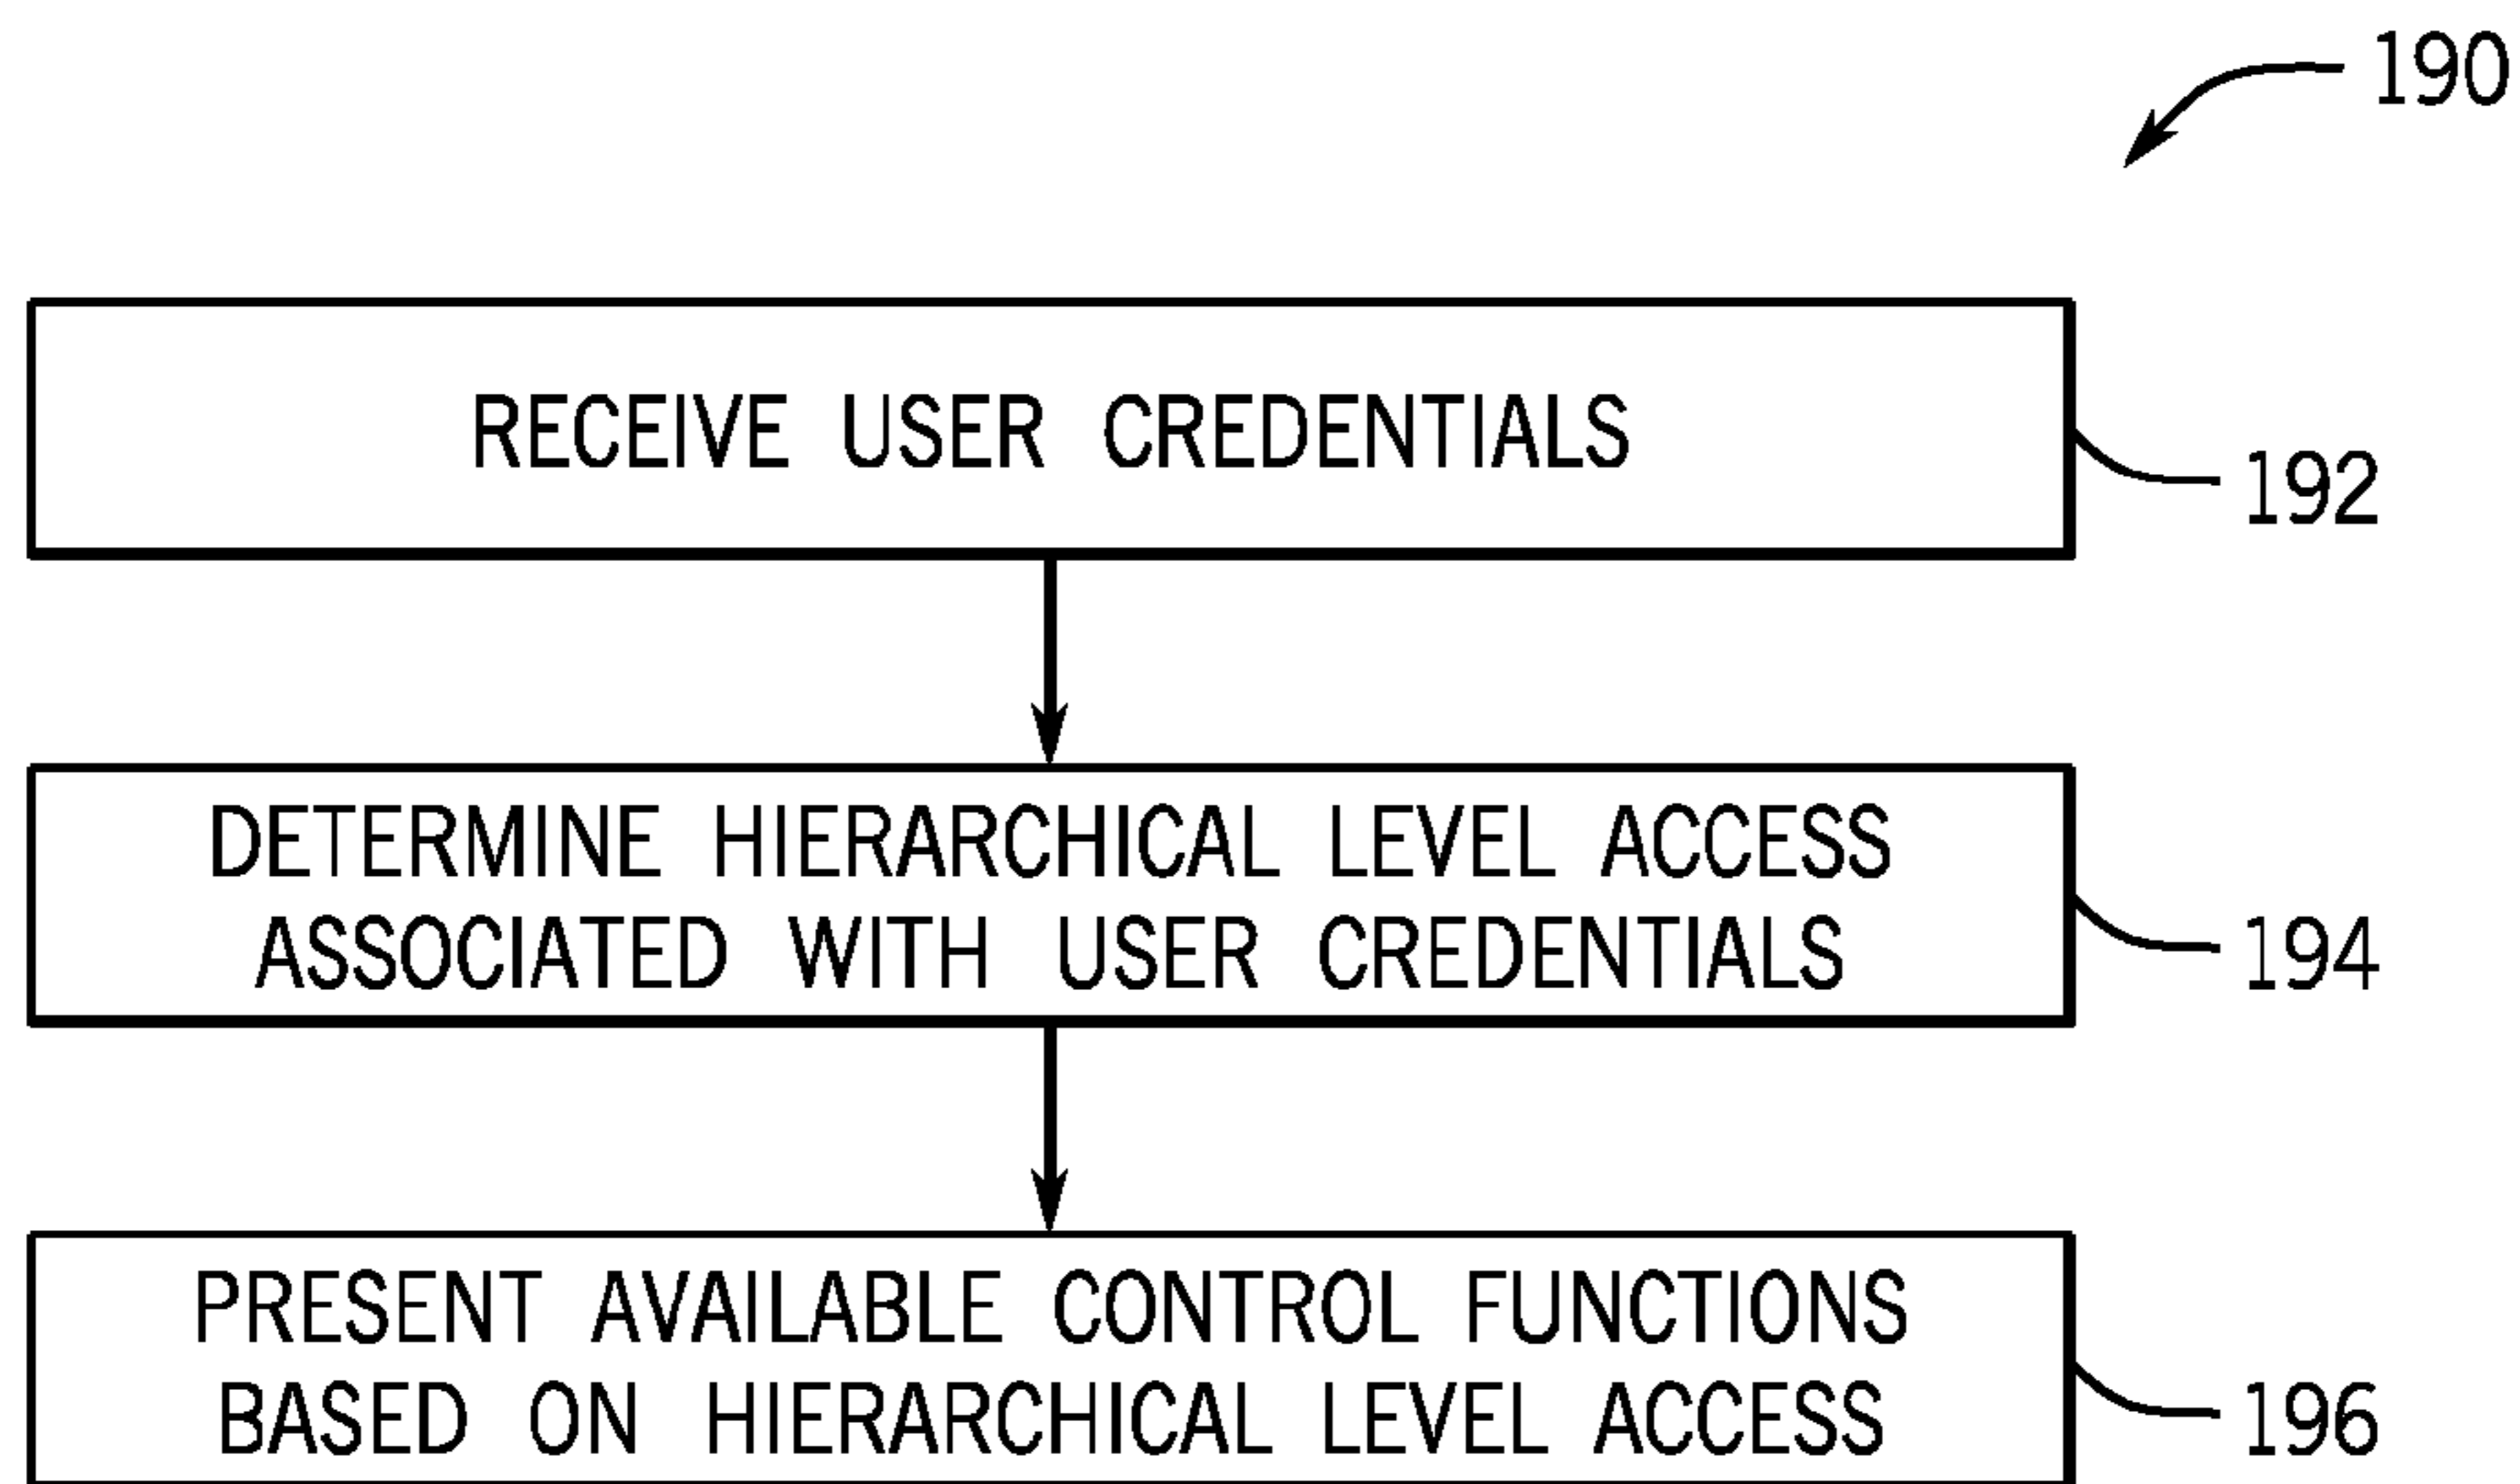 190
RECEIVE USER CREDENTIALS
192
DETERMINE HIERARCHICAL LEVEL ACCESS
ASSOCIATED WITH USER CREDENTIALS
194
PRESENT AVAILABLE CONTROL FUNCTIONS
BASED ON HIERARCHICAL LEVEL ACCESS
196